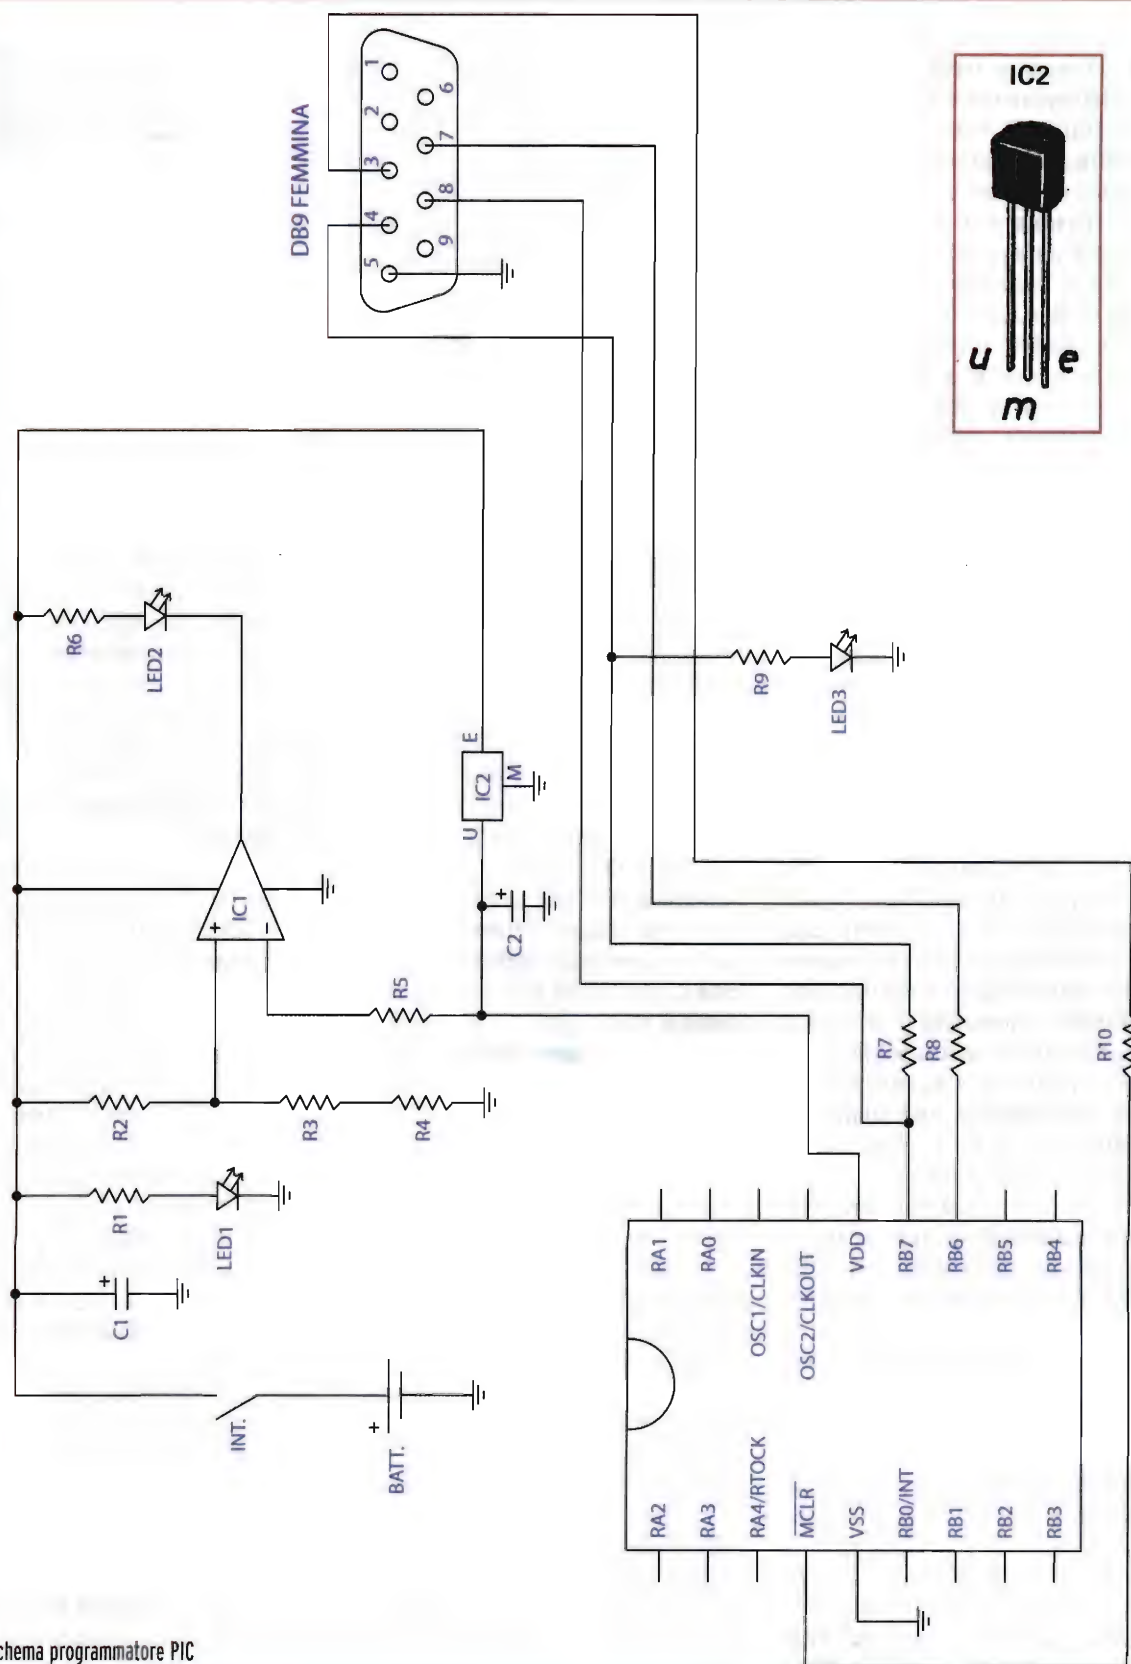 DB9 FEMMINA
1
2
3
4
5
6
7
8
9
IC2
u
m
e
R6
LED2
IC1
+
-
E
IC2
M
U
+
C2
R5
R9
LED3
R2
R3
R4
R1
LED1
+
C1
INT.
+
BATT.
R7
R8
R10
RA1
RA0
OSC1/CLKIN
OSC2/CLKOUT
VDD
RB7
RB6
RB5
RB4
RA2
RA3
RA4/RTOCK
MCLR
VSS
RB0/INT
RB1
RB2
RB3
chema programmatore PIC